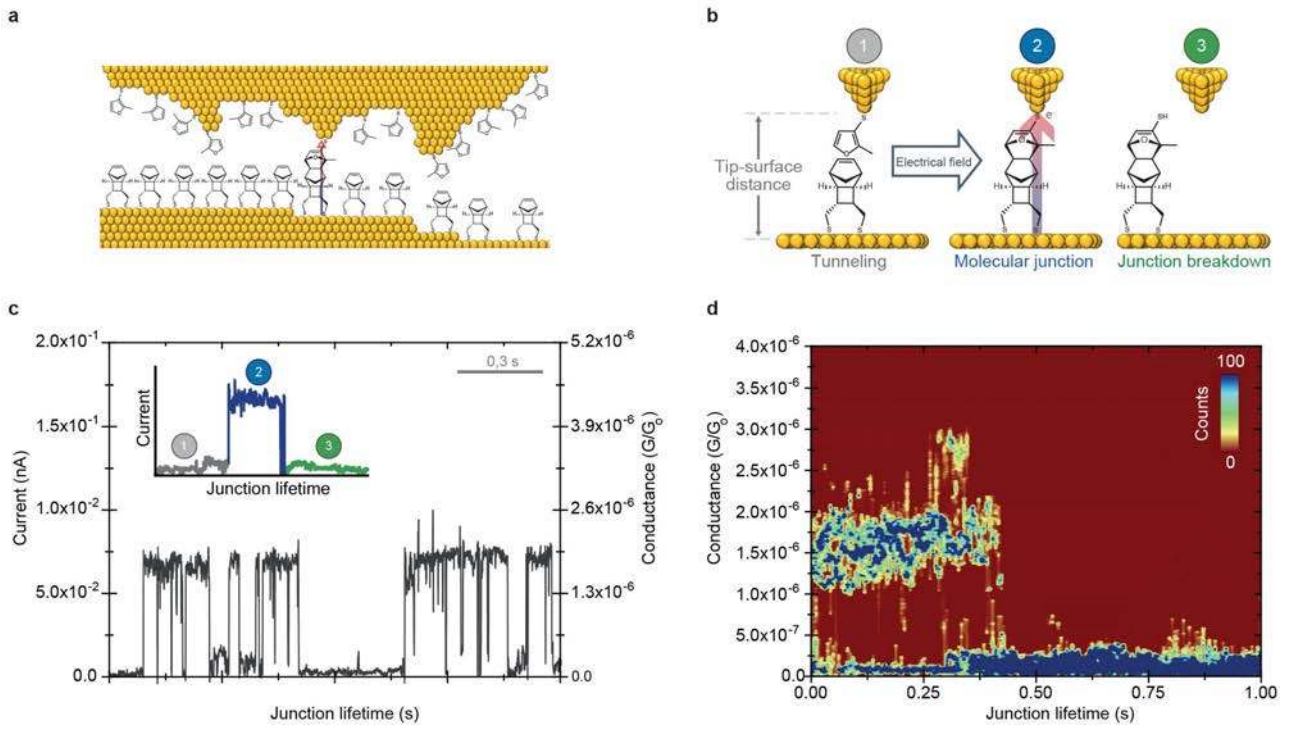 a
b
1
2
3
S
e
SH
O
O
O
Electrical field
Tip-surface
distance
H
H
H
H
H
H
S
S
S
S
S
S
Tunneling
Molecular junction
Junction breakdown
c
2.0x10⁻¹
1.5x10⁻¹
1.0x10⁻¹
5.0x10⁻²
0.0
Current (nA)
5.2x10⁻⁶
3.9x10⁻⁶
2.6x10⁻⁶
1.3x10⁻⁶
0.0
Conductance (G/G₀)
0,3 s
Current
1
2
3
Junction lifetime
Junction lifetime (s)
d
4.0x10⁻⁶
3.5x10⁻⁶
3.0x10⁻⁶
2.5x10⁻⁶
2.0x10⁻⁶
1.5x10⁻⁶
1.0x10⁻⁶
5.0x10⁻⁷
0.0
Conductance (G/G₀)
100
Counts
0
0.00
0.25
0.50
0.75
1.00
Junction lifetime (s)